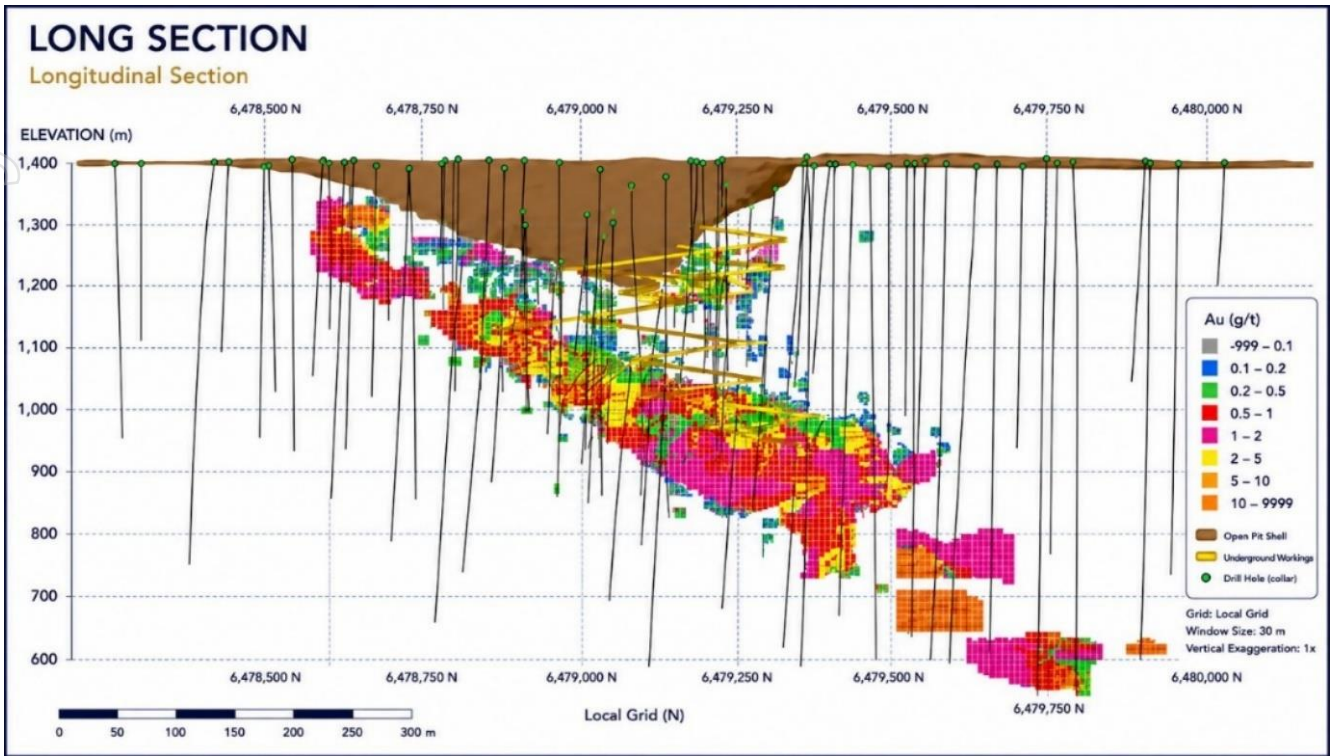 LONG SECTION
Longitudinal Section
6,478,500 N 6,478,750 N 6,479,000 N 6,479,250 N 6,479,500 N 6,479,750 N 6,480,000 N
ELEVATION (m)
1,400
1,300
1,200
1,100
1,000
900
800
700
600
Au (g/t)
-999 – 0.1
0.1 – 0.2
0.2 – 0.5
0.5 – 1
1 – 2
2 – 5
5 – 10
10 – 9999
Open Pit Shell
Underground Workings
Drill Hole (collar)
Grid: Local Grid
Window Size: 30 m
Vertical Exaggeration: 1x
6,478,500 N 6,478,750 N 6,479,000 N 6,479,250 N 6,479,500 N 6,480,000 N
6,479,750 N
Local Grid (N)
0 50 100 150 200 250 300 m